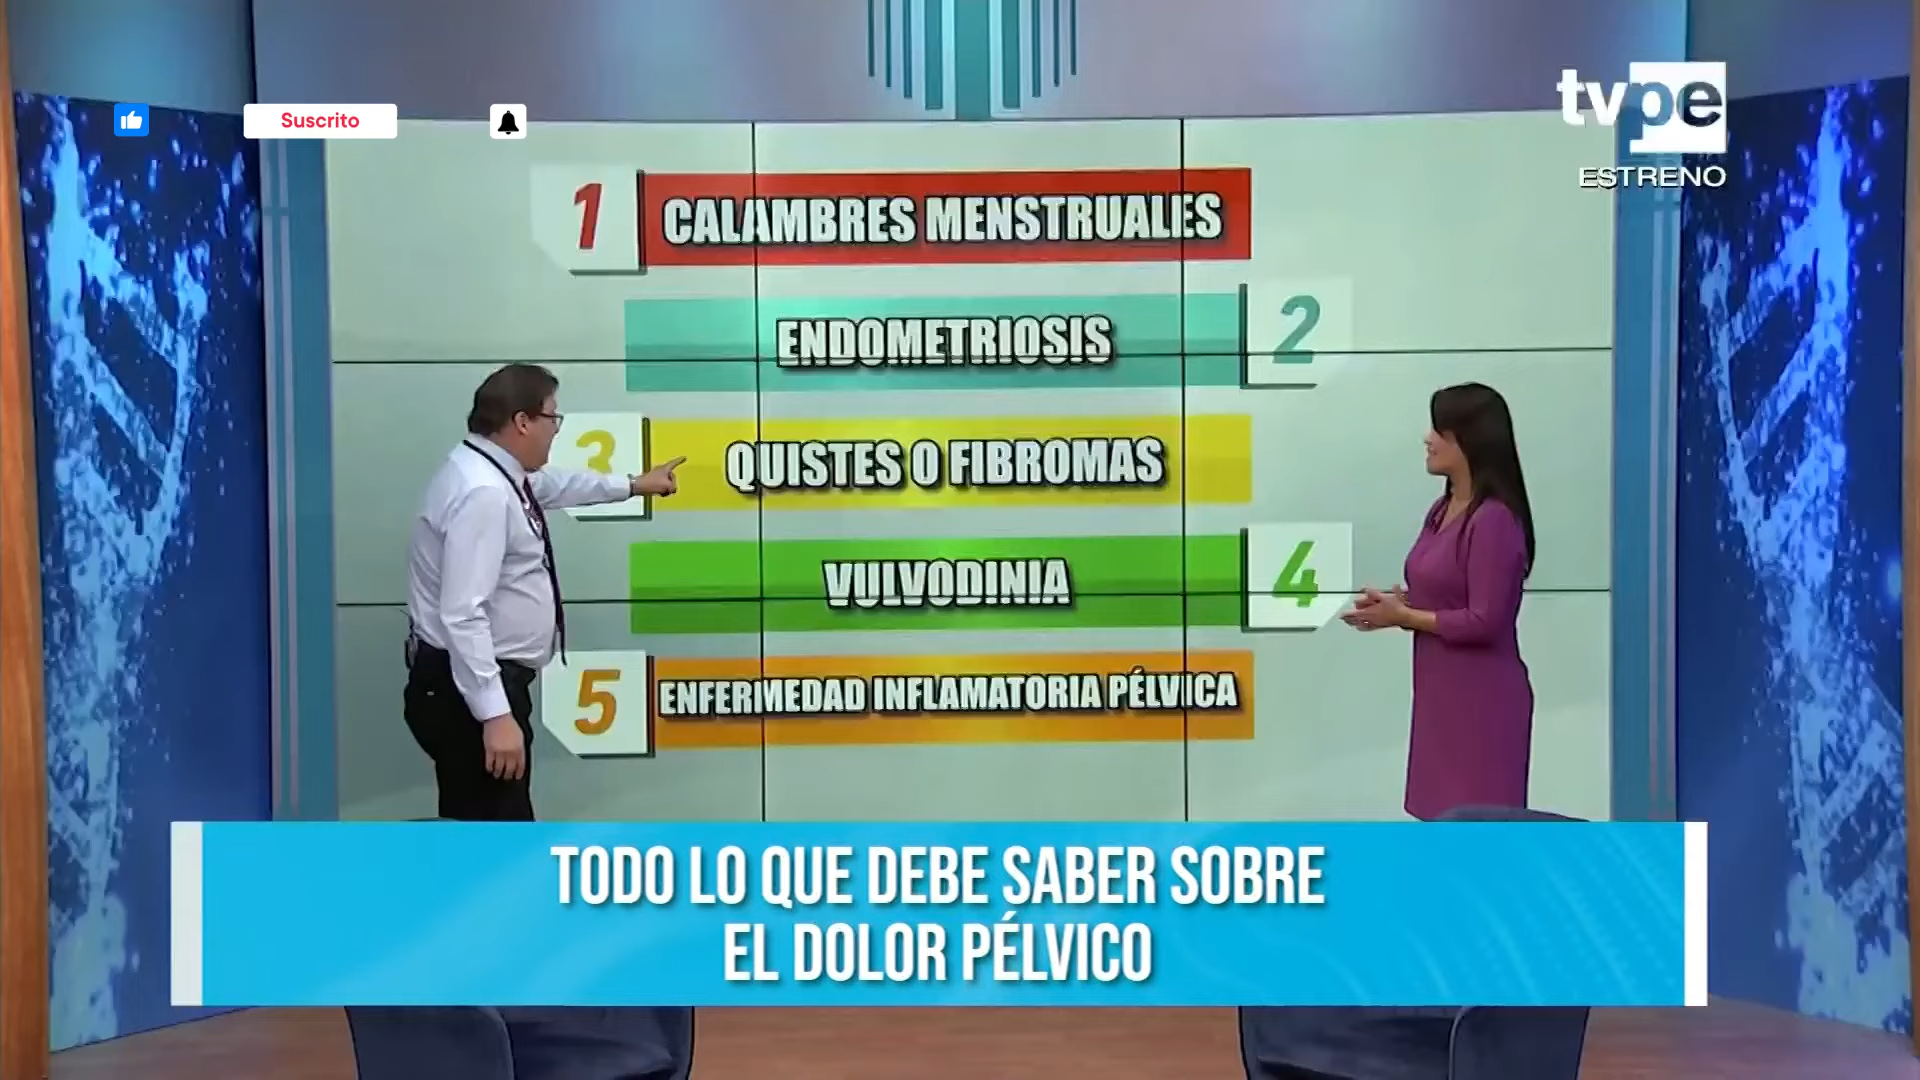 Suscrito
tvpe
ESTRENO
1 CALAMBRES MENSTRUALES
ENDOMETRIOSIS 2
3 QUISTES O FIBROMAS
VULVODINIA 4
5 ENFERMEDAD INFLAMATORIA PÉLVICA
TODO LO QUE DEBE SABER SOBRE
EL DOLOR PÉLVICO